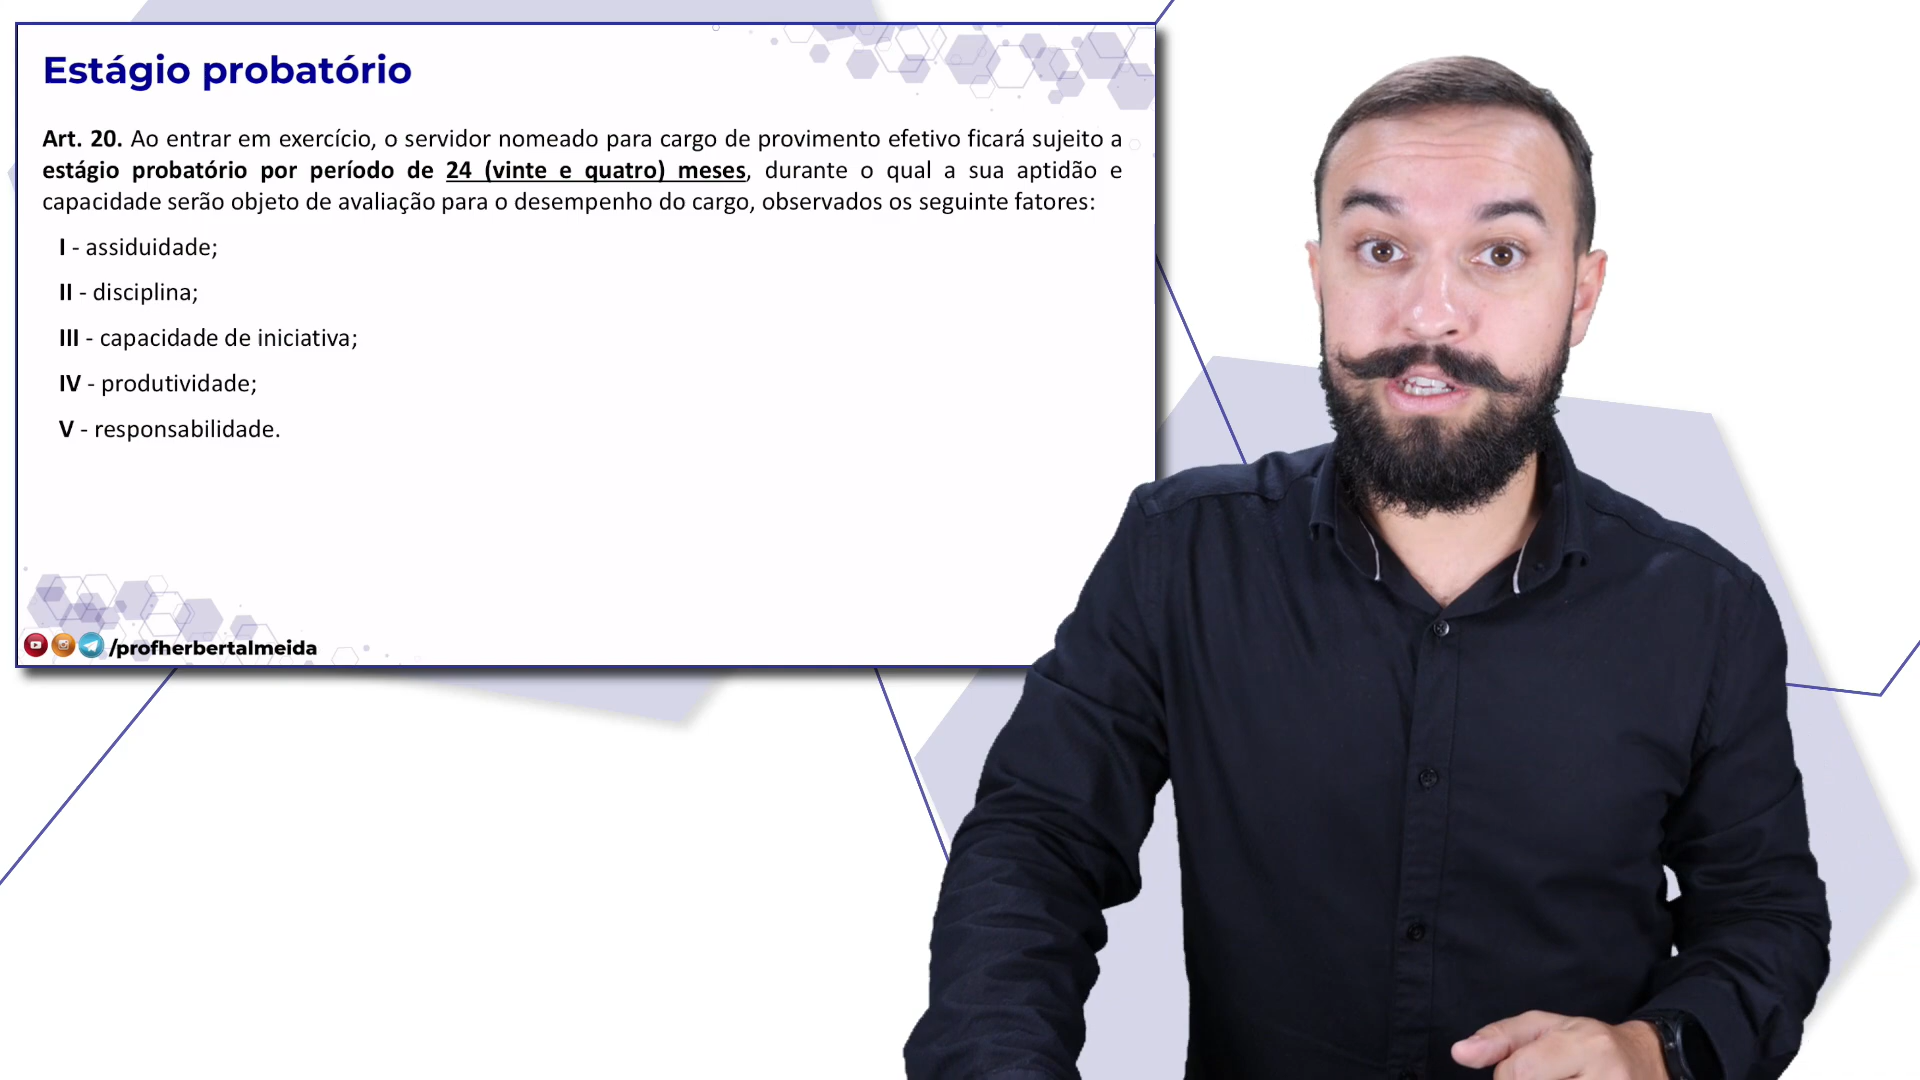 Estágio probatório
Art. 20. Ao entrar em exercício, o servidor nomeado para cargo de provimento efetivo ficará sujeito a
estágio probatório por período de 24 (vinte e quatro) meses, durante o qual a sua aptidão e
capacidade serão objeto de avaliação para o desempenho do cargo, observados os seguinte fatores:
I - assiduidade;
II - disciplina;
III - capacidade de iniciativa;
IV - produtividade;
V - responsabilidade.
/profherbertalmeida